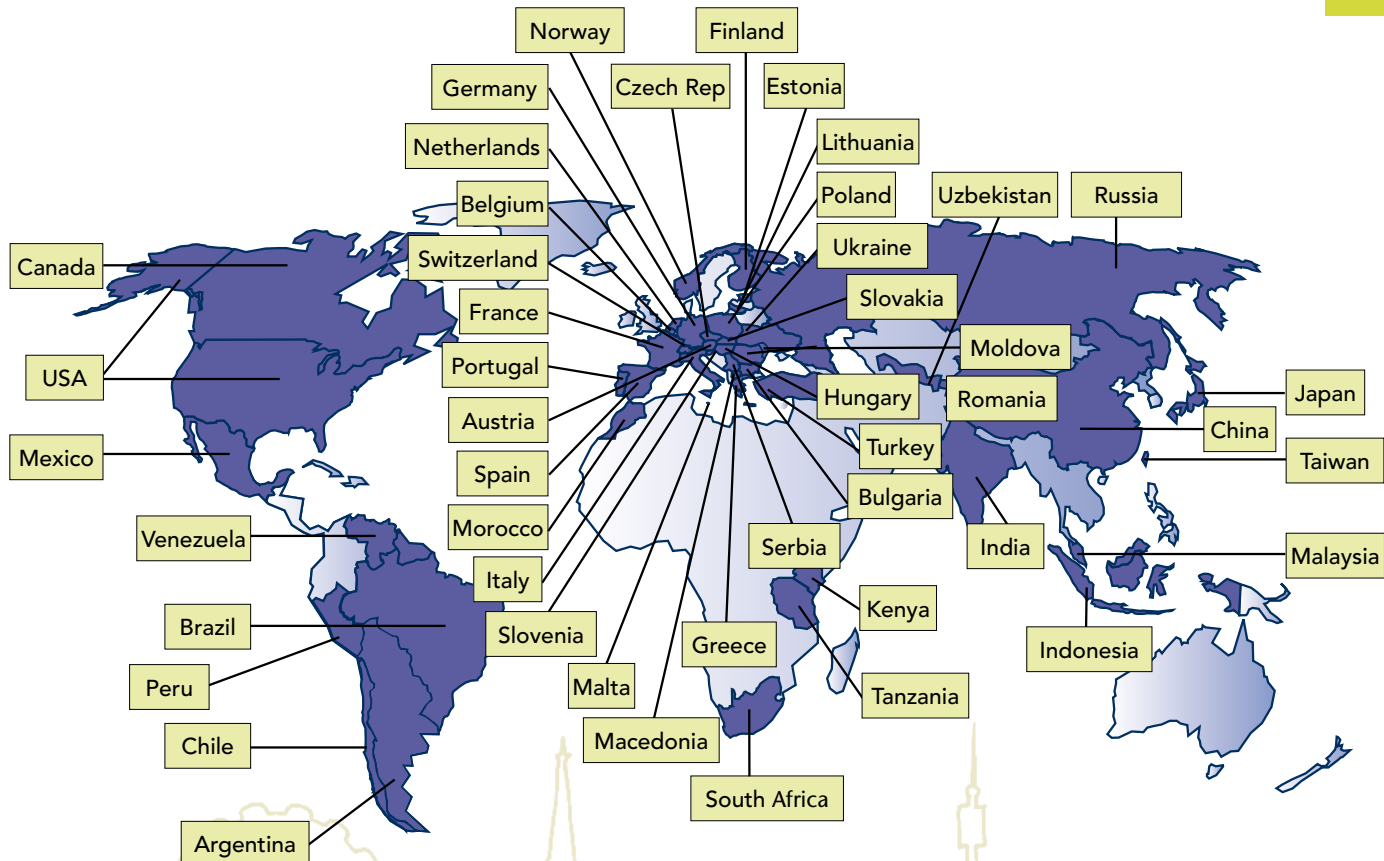 Norway
Finland
Germany
Czech Rep
Estonia
Netherlands
Lithuania
Belgium
Poland
Uzbekistan
Russia
Switzerland
Ukraine
Canada
France
Slovakia
Portugal
Moldova
USA
Austria
Hungary
Romania
Japan
Mexico
Spain
Turkey
China
Taiwan
Venezuela
Morocco
Bulgaria
Italy
Serbia
India
Malaysia
Brazil
Slovenia
Kenya
Peru
Malta
Greece
Indonesia
Tanzania
Chile
Macedonia
South Africa
Argentina